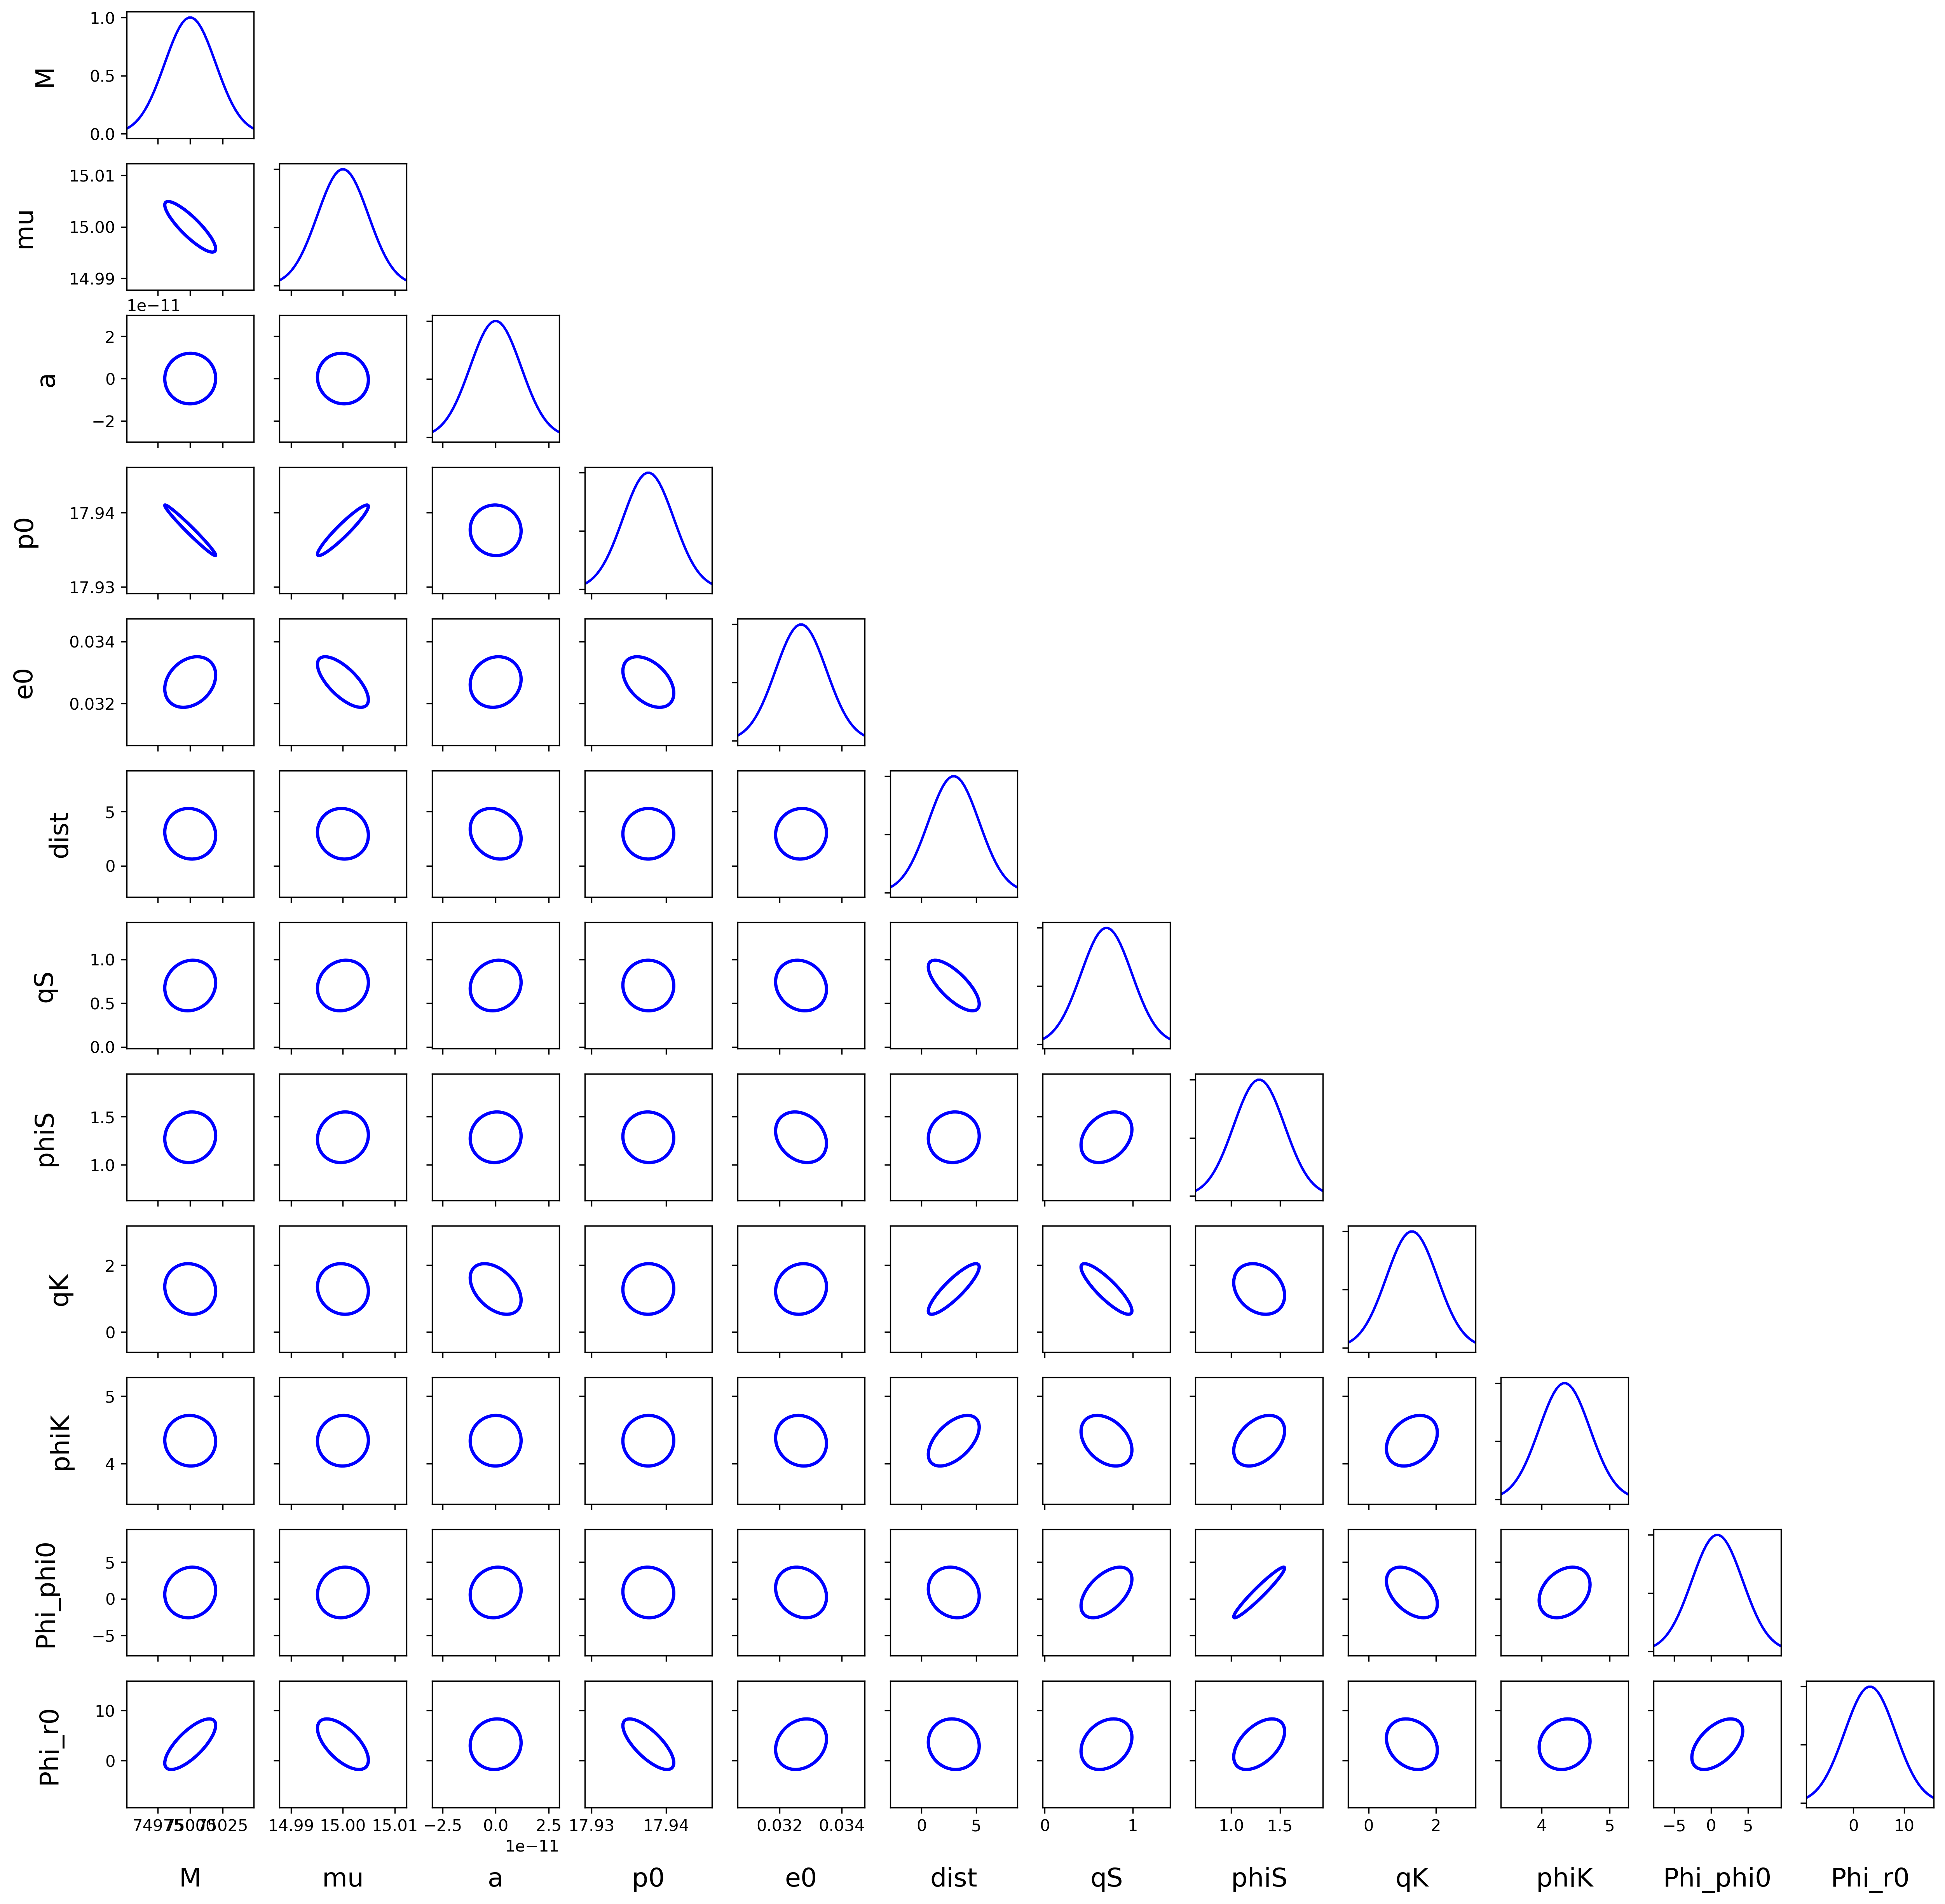 1.0
0.5
0.0
M
15.01
15.00
14.99
mu
1e−11
2
0
−2
a
17.94
17.93
p0
0.034
0.032
e0
5
0
dist
1.0
0.5
0.0
qS
1.5
1.0
phiS
2
0
qK
5
4
phiK
5
0
−5
Phi_phi0
10
0
Phi_r0
74975 75000 75025 14.99 15.00 15.01 −2.5 0.0 2.5 17.93 17.94 0.032 0.034 0 5 0 1 1.0 1.5 0 2 4 5 −5 0 5 0 10
1e−11
M mu a p0 e0 dist qS phiS qK phiK Phi_phi0 Phi_r0